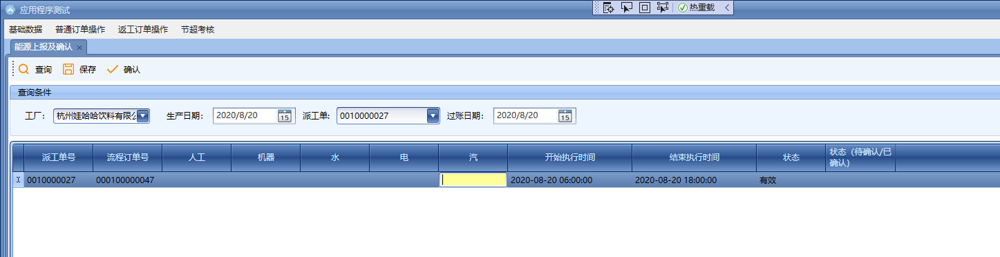 应用程序测试
热重载
基础数据 普通订单操作 返工订单操作 节超考核
能源上报及确认
查询 保存 确认
查询条件
工厂: 杭州娃哈哈饮料有限 生产日期: 2020/8/20 15 派工单: 0010000027 过账日期: 2020/8/20 15
派工单号 流程订单号 人工 机器 水 电 汽 开始执行时间 结束执行时间 状态 状态（待确认/已
确认）
0010000027 000100000047 2020-08-20 06:00:00 2020-08-20 18:00:00 有效